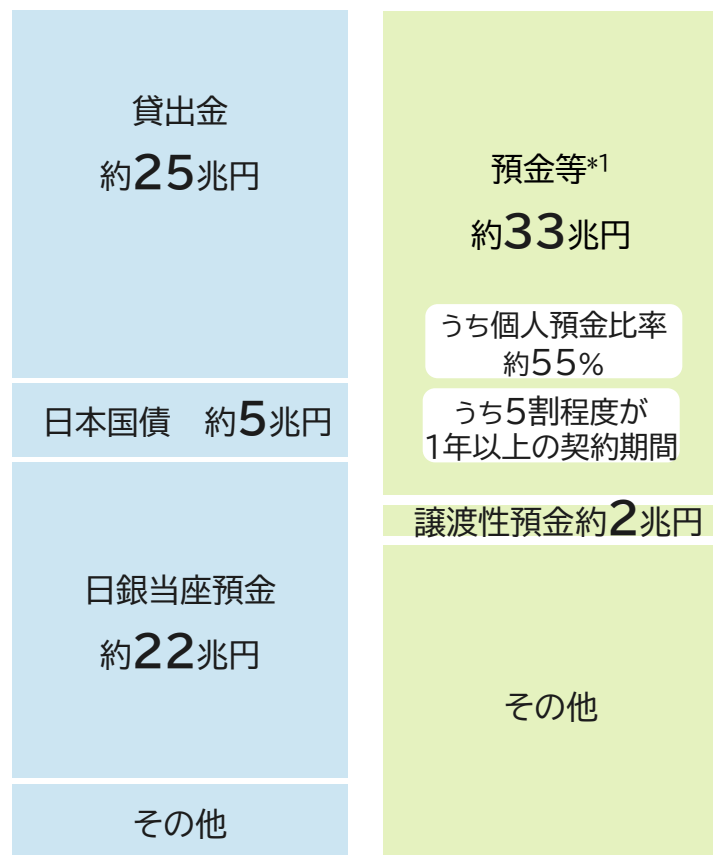 貸出金
約25兆円
日本国債　約5兆円
日銀当座預金
約22兆円
その他
預金等*1
約33兆円
うち個人預金比率
約55%
うち5割程度が
1年以上の契約期間
譲渡性預金約2兆円
その他